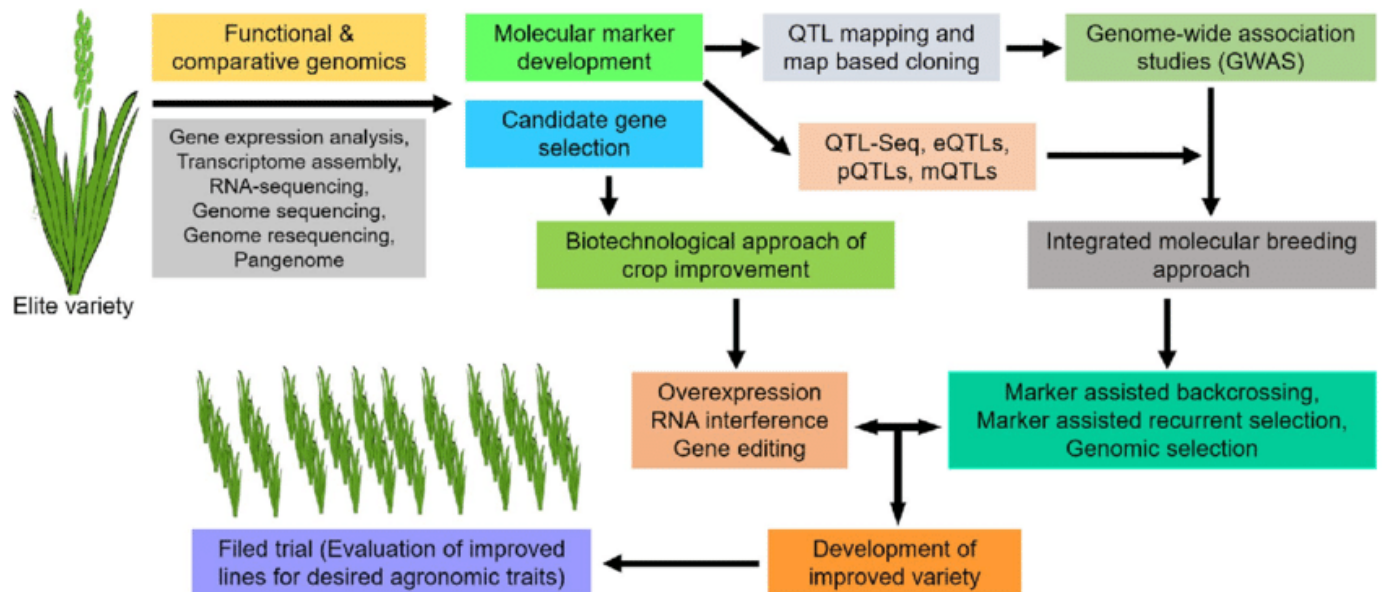 Functional &
comparative genomics
Gene expression analysis,
Transcriptome assembly,
RNA-sequencing,
Genome sequencing,
Genome resequencing,
Pangenome
Elite variety
Molecular marker
development
Candidate gene
selection
QTL mapping and
map based cloning
Genome-wide association
studies (GWAS)
QTL-Seq, eQTLs,
pQTLs, mQTLs
Biotechnological approach of
crop improvement
Integrated molecular breeding
approach
Overexpression
RNA interference
Gene editing
Marker assisted backcrossing,
Marker assisted recurrent selection,
Genomic selection
Filed trial (Evaluation of improved
lines for desired agronomic traits)
Development of
improved variety